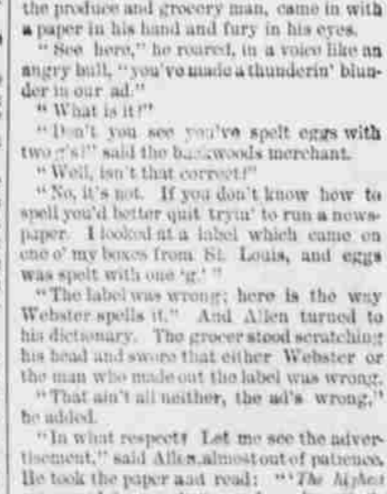 the produce and grocery man, came in with
a paper in his hand and fury in his eyes.
"See here," he roared, in a voice like an
angry bull, "you've made a thunderin' blun-
der in our ad."
"What is it?"
"Don't you see you've spelt eggs with
two g's?" said the backwoods merchant.
"Well, isn't that correct?"
"No, it's not. If you don't know how to
spell you'd better quit tryin' to run a news-
paper. I looked at a label which came on
one o' my boxes from St. Louis, and eggs
was spelt with one 'g.'"
"The label was wrong; here is the way
Webster spells it." And Allen turned to
his dictionary. The grocer stood scratching
his head and swore that either Webster or
the man who made out the label was wrong.
"That ain't all neither, the ad's wrong,"
he added.
"In what respect? Let me see the adver-
tisement," said Allen, almost out of patience.
He took the paper and read: "'The highes